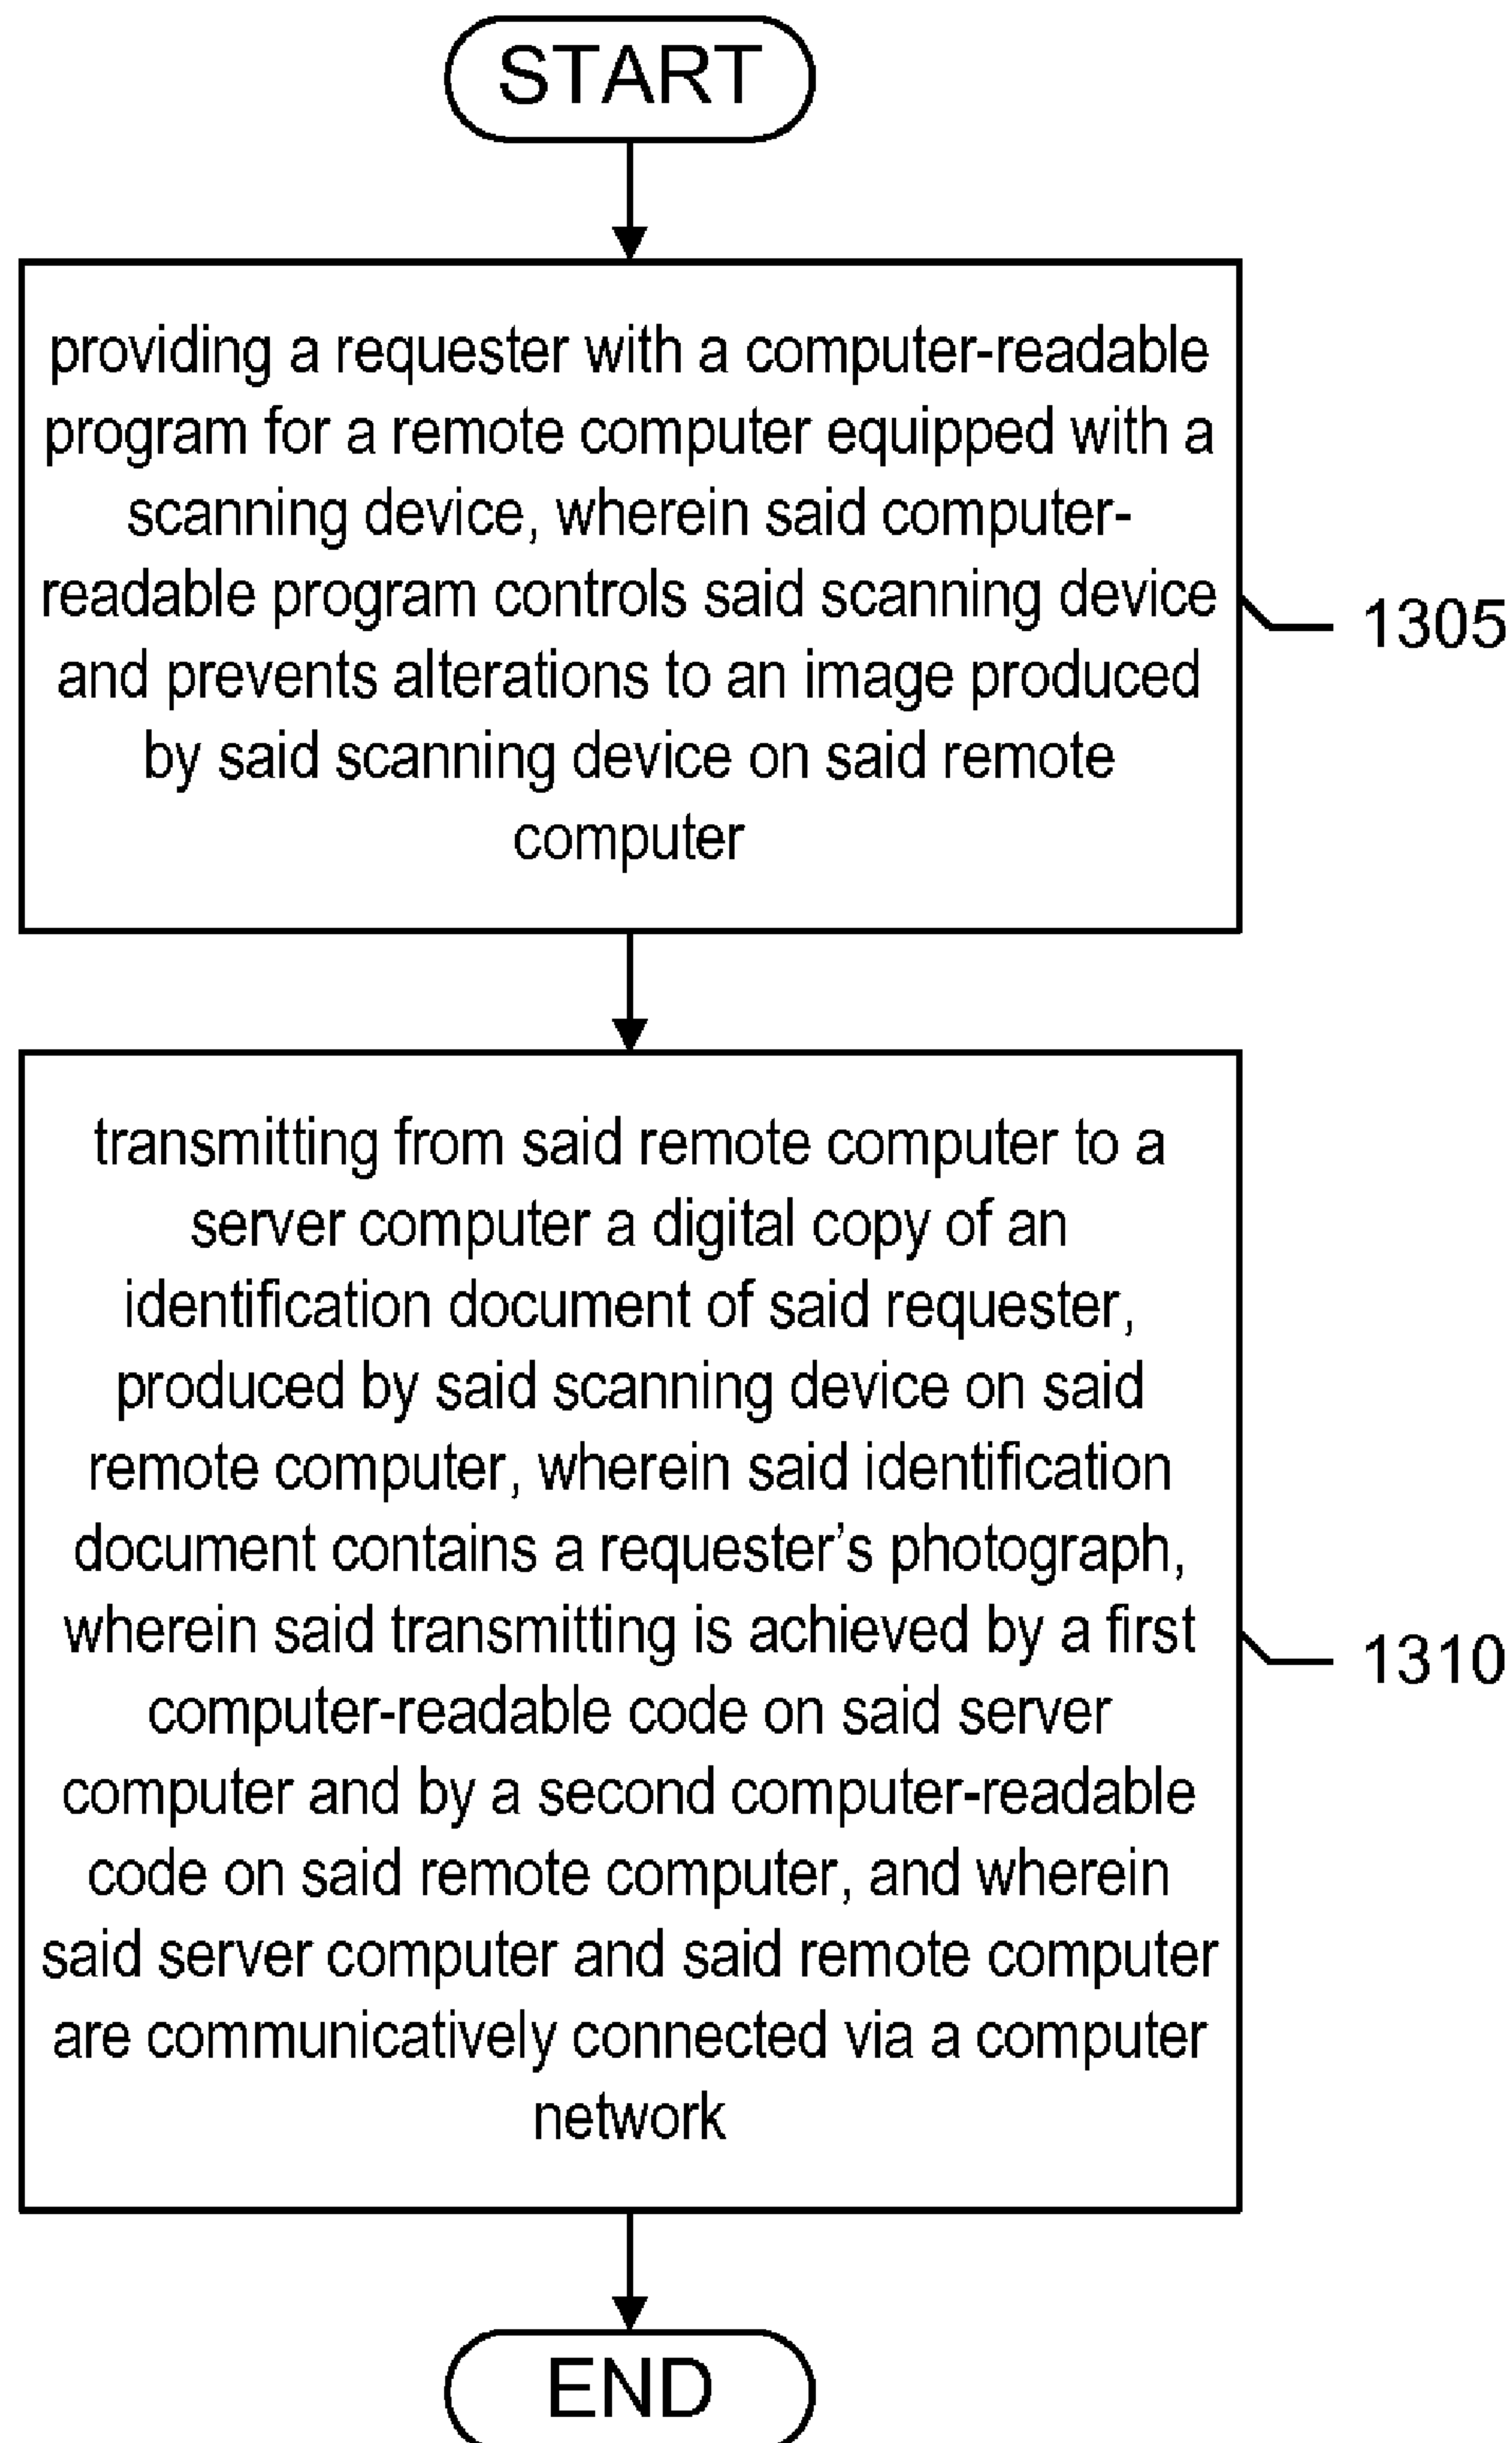 START
providing a requester with a computer-readable
program for a remote computer equipped with a
scanning device, wherein said computer-
readable program controls said scanning device
and prevents alterations to an image produced
by said scanning device on said remote
computer
1305
transmitting from said remote computer to a
server computer a digital copy of an
identification document of said requester,
produced by said scanning device on said
remote computer, wherein said identification
document contains a requester’s photograph,
wherein said transmitting is achieved by a first
computer-readable code on said server
computer and by a second computer-readable
code on said remote computer, and wherein
said server computer and said remote computer
are communicatively connected via a computer
network
1310
END